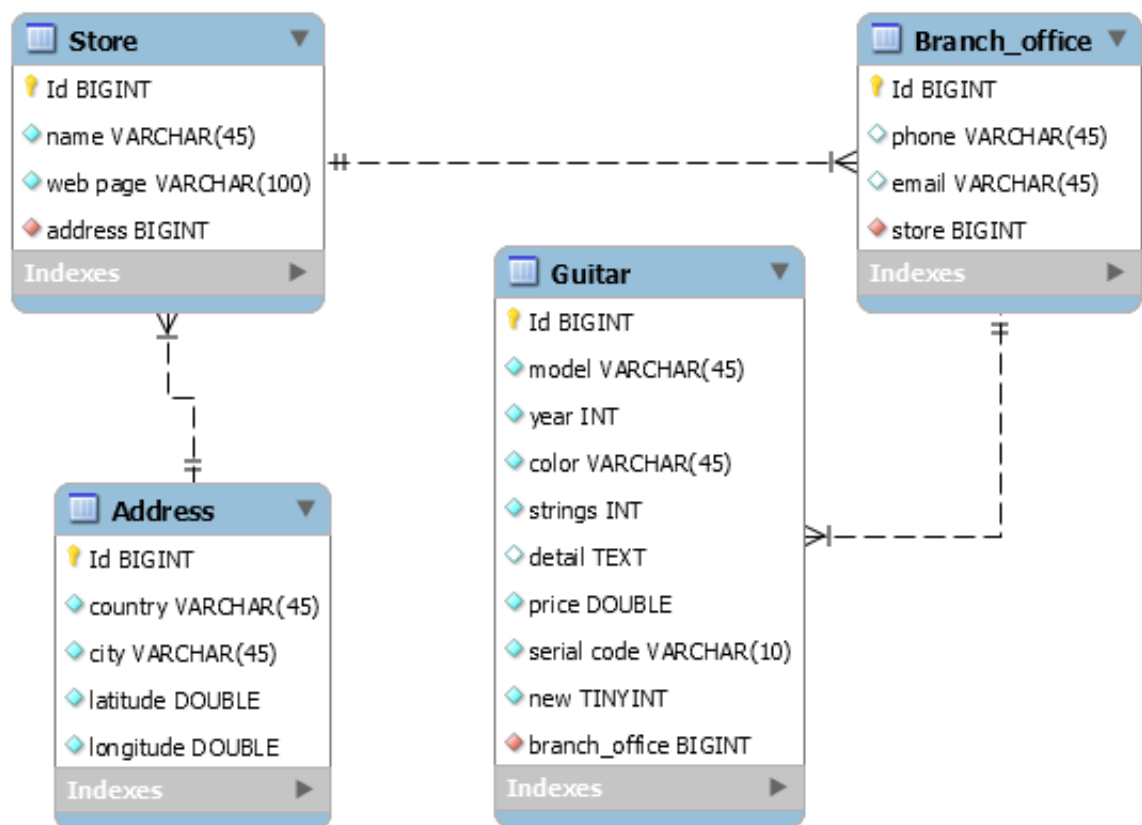 Store
Id BIGINT
name VARCHAR(45)
web page VARCHAR(100)
address BIGINT
Indexes
Branch_office
Id BIGINT
phone VARCHAR(45)
email VARCHAR(45)
store BIGINT
Indexes
Guitar
Id BIGINT
model VARCHAR(45)
year INT
color VARCHAR(45)
strings INT
detail TEXT
price DOUBLE
serial code VARCHAR(10)
new TINYINT
branch_office BIGINT
Indexes
Address
Id BIGINT
country VARCHAR(45)
city VARCHAR(45)
latitude DOUBLE
longitude DOUBLE
Indexes